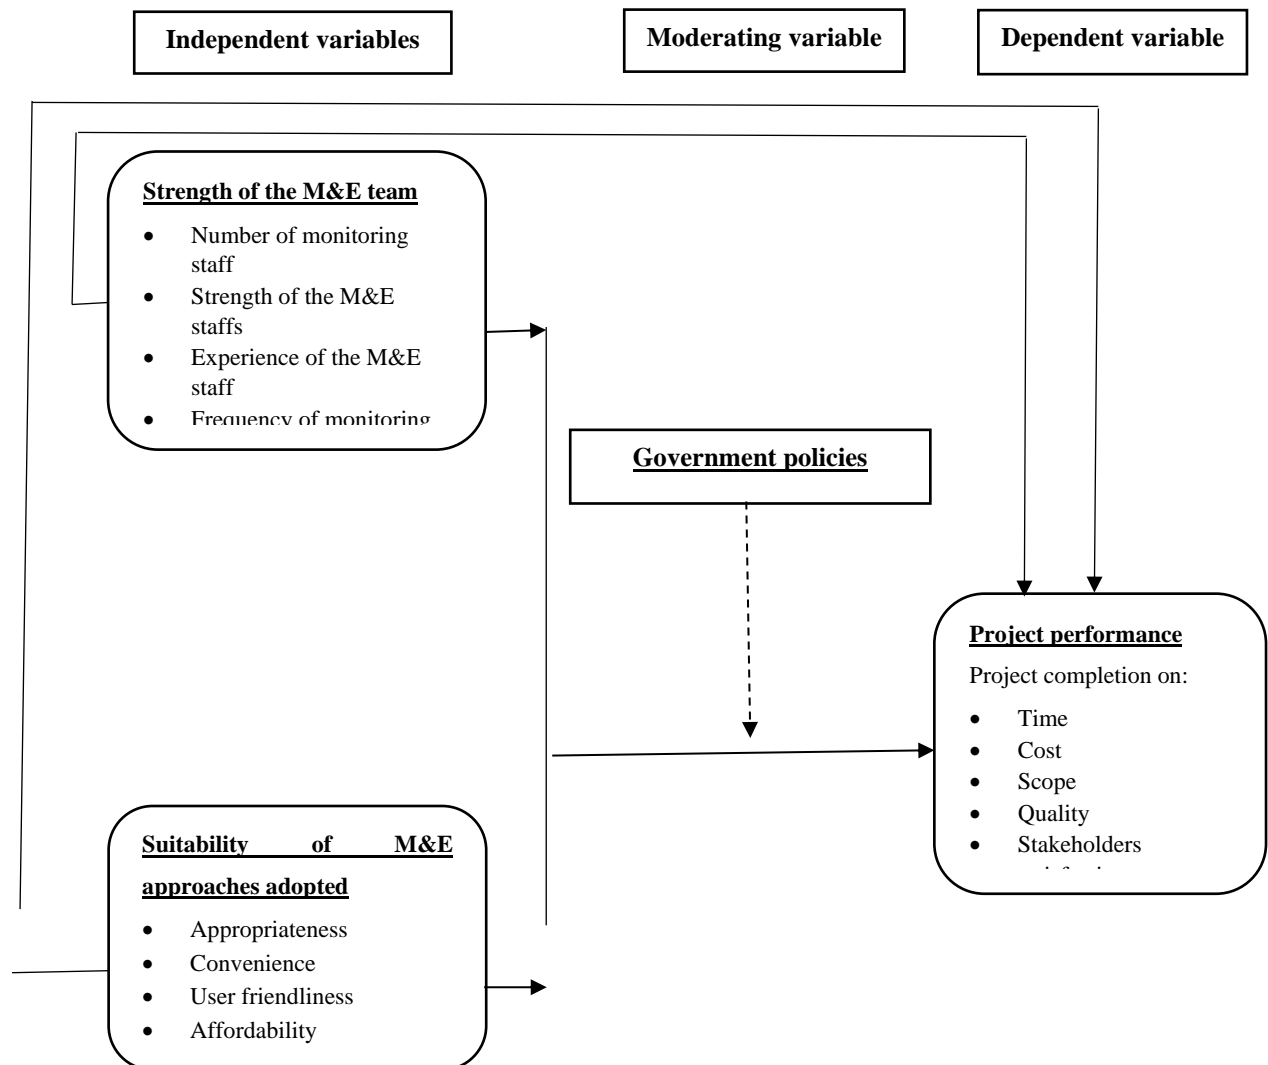 Independent variables
Moderating variable
Dependent variable
Strength of the M&E team
• Number of monitoring
staff
• Strength of the M&E
staffs
• Experience of the M&E
staff
• Frequency of monitoring
Government policies
Project performance
Project completion on:
• Time
• Cost
• Scope
• Quality
• Stakeholders
Suitability of M&E
approaches adopted
• Appropriateness
• Convenience
• User friendliness
• Affordability